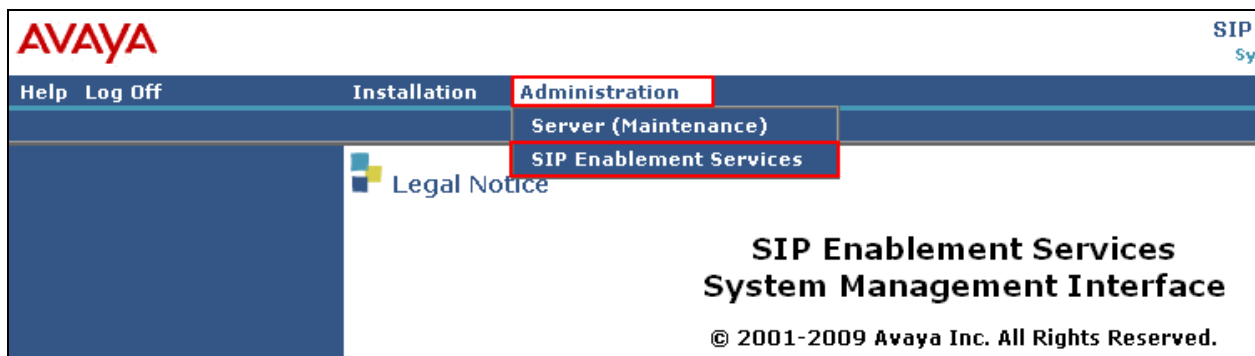 AVAYA
SIP
Sy
Help Log Off Installation Administration
Server (Maintenance)
SIP Enablement Services
Legal Notice
SIP Enablement Services
System Management Interface
© 2001-2009 Avaya Inc. All Rights Reserved.